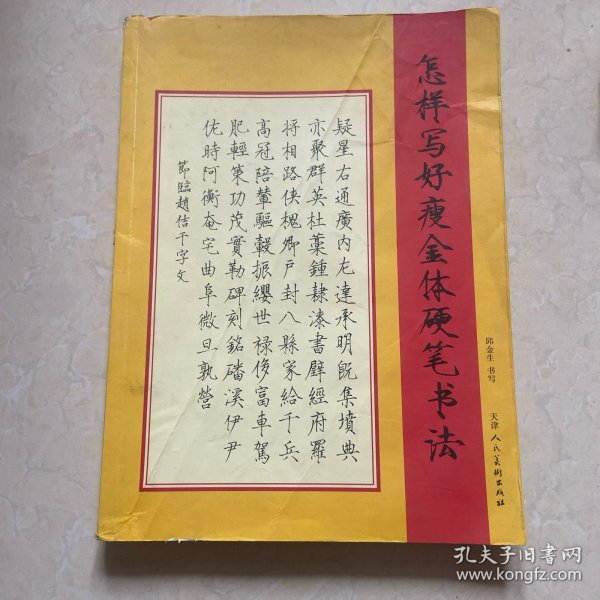 怎样写好瘦金体硬笔书法
邱金生 书写
天津人民美術出版社
疑星右通廣内左達承明既集墳典
亦聚群英杜藁鍾隸漆書壁經府羅
将相路侠槐卿戸封八縣家給千兵
髙冠陪輦驅轂振纓世禄侈富車駕
肥輕策功茂實勒碑刻銘磻溪伊尹
佐時阿衡奄宅曲阜微旦孰營
節臨趙佶千字文
孔夫子旧书网
www.kongfz.com